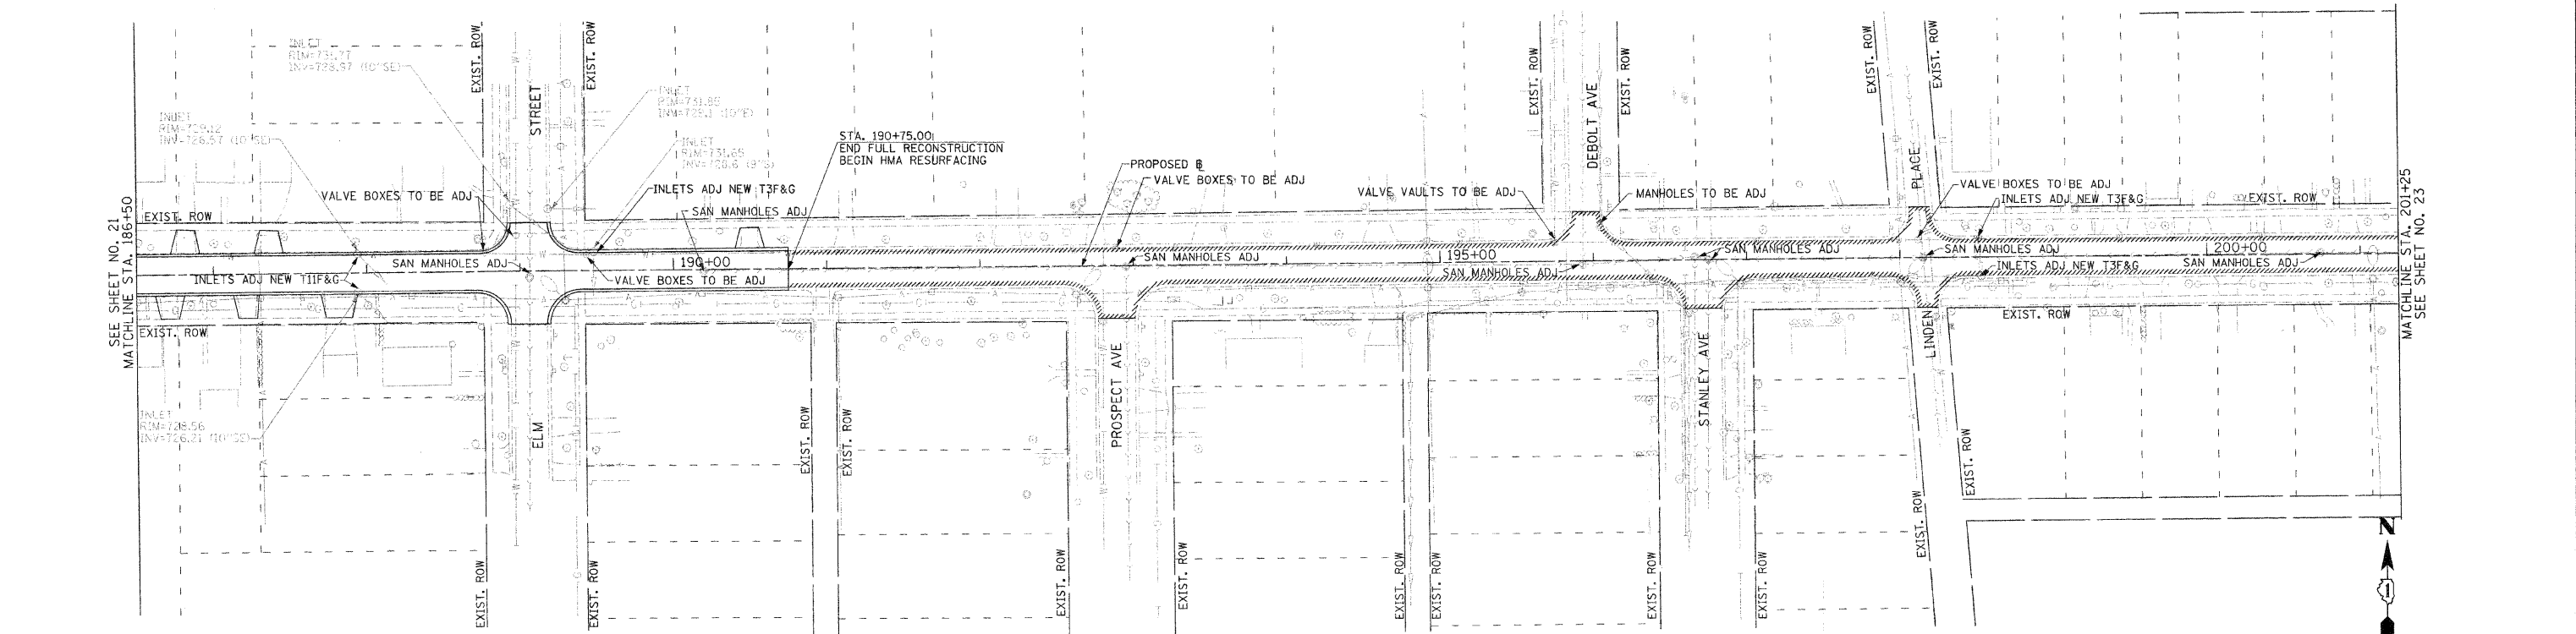 SEE SHEET NO. 21
MATCHLINE STA. 186+50
INLET
RIM=729.12
INV=726.57 (10"SE)
INLET
RIM=731.77
INV=728.97 (10"SE)
EXIST. ROW
STREET
EXIST. ROW
INLET
RIM=731.85
INV=728.1 (10"E)
INLET
RIM=731.65
INV=728.6 (9"S)
STA. 190+75.00
END FULL RECONSTRUCTION
BEGIN HMA RESURFACING
VALVE BOXES TO BE ADJ
INLETS ADJ NEW T3F&G
SAN MANHOLES ADJ
EXIST. ROW
PROPOSED ℄
VALVE BOXES TO BE ADJ
VALVE VAULTS TO BE ADJ
EXIST. ROW
DEBOLT AVE
EXIST. ROW
MANHOLES TO BE ADJ
EXIST. ROW
PLACE
EXIST. ROW
VALVE BOXES TO BE ADJ
INLETS ADJ NEW T3F&G
EXIST. ROW
INLETS ADJ NEW T11F&G
SAN MANHOLES ADJ
190+00
VALVE BOXES TO BE ADJ
SAN MANHOLES ADJ
195+00
SAN MANHOLES ADJ
SAN MANHOLES ADJ
SAN MANHOLES ADJ
200+00
INLETS ADJ NEW T3F&G
SAN MANHOLES ADJ
EXIST. ROW
EXIST. ROW
MATCHLINE STA. 201+25
SEE SHEET NO. 23
INLET
RIM=728.56
INV=726.21 (10"SE)
ELM
EXIST. ROW
EXIST. ROW
EXIST. ROW
EXIST. ROW
PROSPECT AVE
EXIST. ROW
EXIST. ROW
EXIST. ROW
EXIST. ROW
STANLEY AVE
EXIST. ROW
EXIST. ROW
LINDEN
EXIST. ROW
EXIST. ROW
N